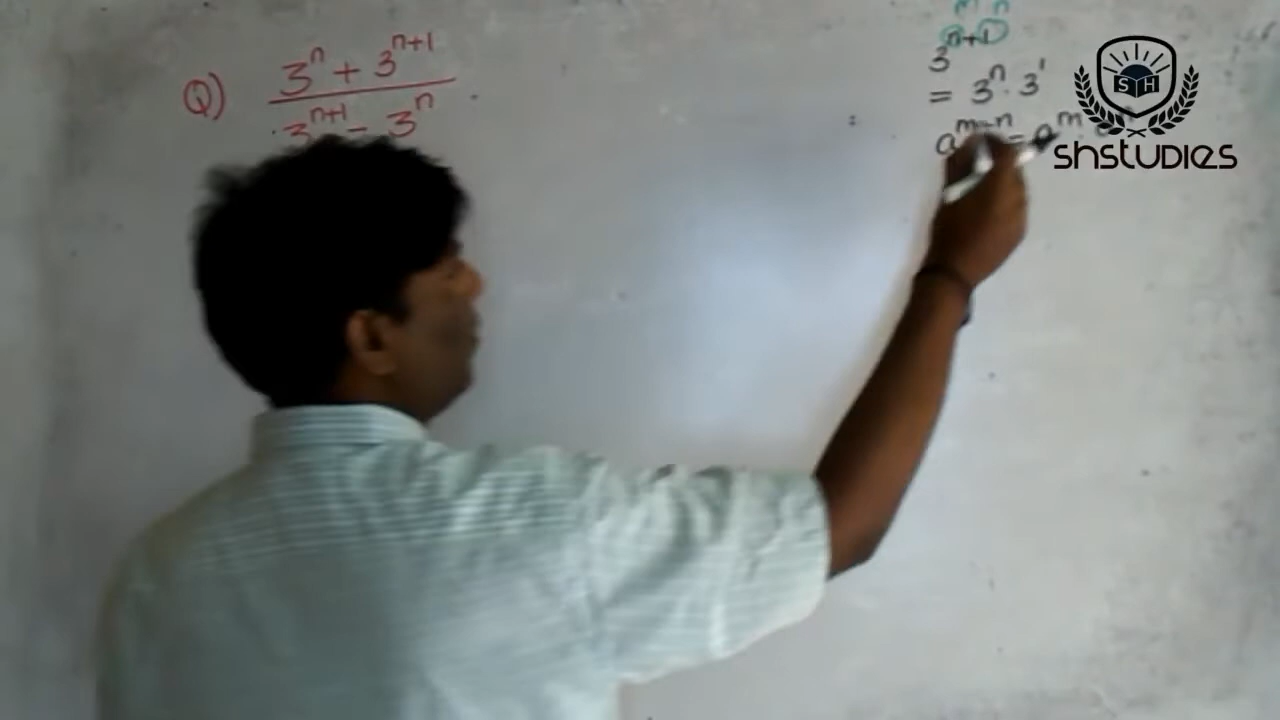 Q) 3^n + 3^(n+1)
3^(n+1) - 3^n
m n
3^(n+1)
= 3^n · 3^1
a^(m+n) = a^m ·
SH
SHSTUDIES